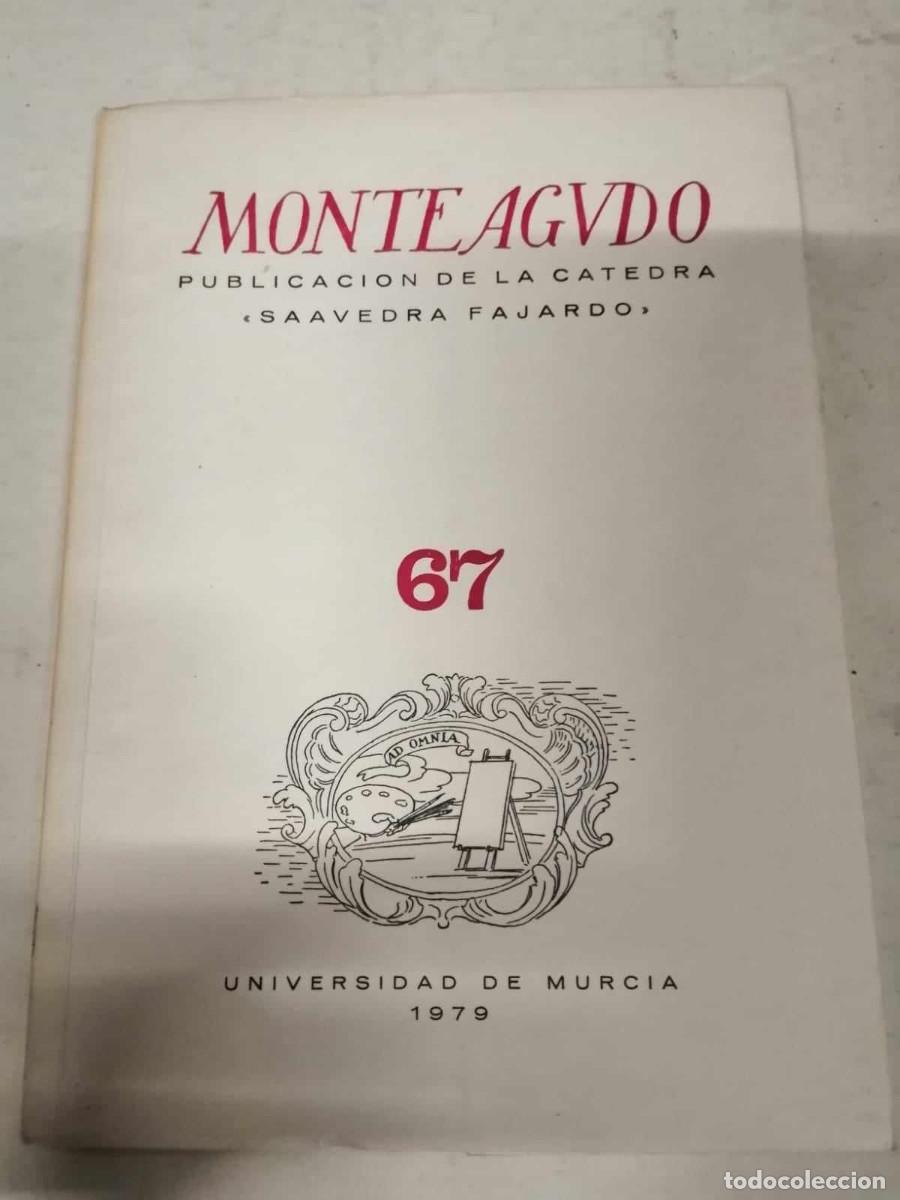 MONTEAGVDO
PUBLICACION DE LA CATEDRA
«SAAVEDRA FAJARDO»
67
AD OMNIA
UNIVERSIDAD DE MURCIA
1979
todocoleccion